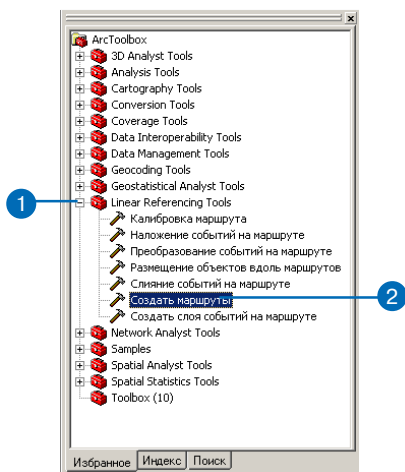 ArcToolbox
3D Analyst Tools
Analysis Tools
Cartography Tools
Conversion Tools
Coverage Tools
Data Interoperability Tools
Data Management Tools
Geocoding Tools
Geostatistical Analyst Tools
1 Linear Referencing Tools
Калибровка маршрута
Наложение событий на маршруте
Преобразование событий на маршруте
Размещение объектов вдоль маршрутов
Слияние событий на маршруте
Создать маршруты 2
Создать слоя событий на маршруте
Network Analyst Tools
Samples
Spatial Analyst Tools
Spatial Statistics Tools
Toolbox (10)
Избранное Индекс Поиск